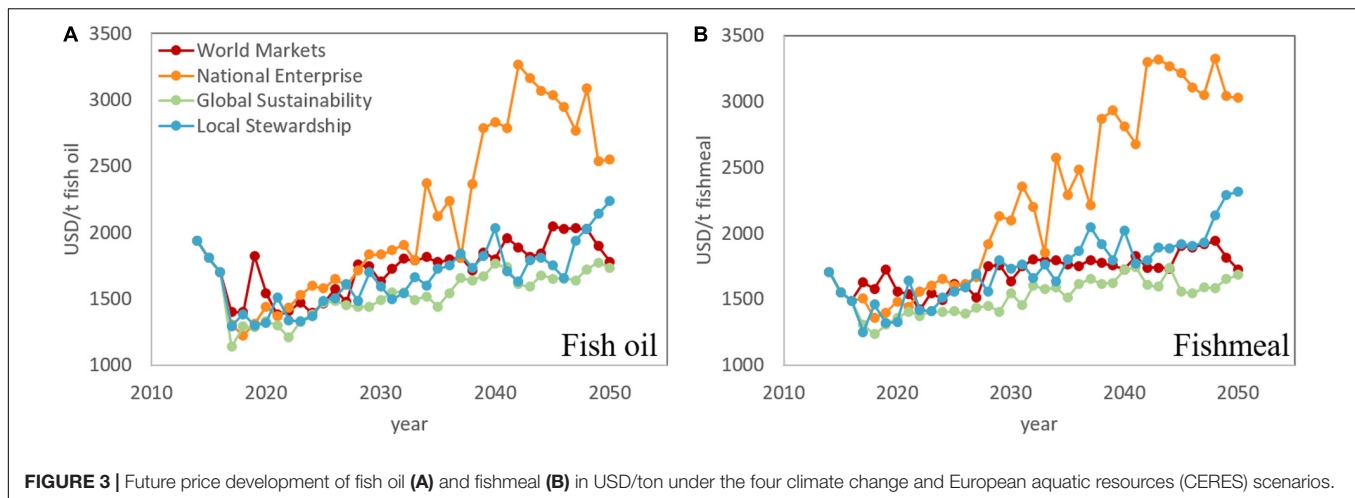 A
3500
3000
2500
2000
1500
1000
USD/t fish oil
World Markets
National Enterprise
Global Sustainability
Local Stewardship
Fish oil
2010
2020
2030
2040
2050
year
B
3500
3000
2500
2000
1500
1000
USD/t fishmeal
Fishmeal
2010
2020
2030
2040
2050
year
FIGURE 3 | Future price development of fish oil (A) and fishmeal (B) in USD/ton under the four climate change and European aquatic resources (CERES) scenarios.